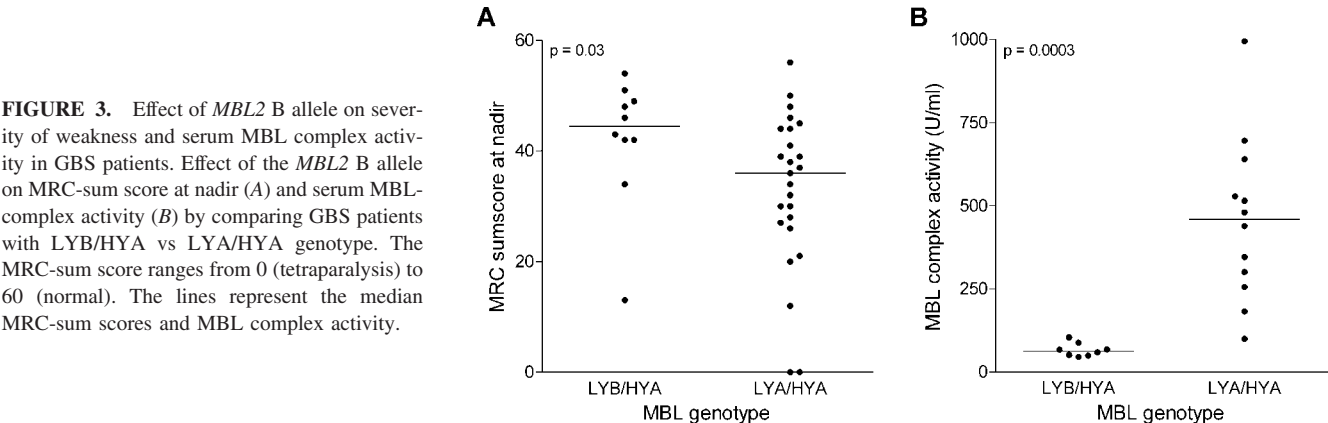 FIGURE 3. Effect of MBL2 B allele on sever-
ity of weakness and serum MBL complex activ-
ity in GBS patients. Effect of the MBL2 B allele
on MRC-sum score at nadir (A) and serum MBL-
complex activity (B) by comparing GBS patients
with LYB/HYA vs LYA/HYA genotype. The
MRC-sum score ranges from 0 (tetraparalysis) to
60 (normal). The lines represent the median
MRC-sum scores and MBL complex activity.
A
p = 0.03
MRC sumscore at nadir
60
40
20
0
LYB/HYA LYA/HYA
MBL genotype
B
p = 0.0003
MBL complex activity (U/ml)
1000
750
500
250
0
LYB/HYA LYA/HYA
MBL genotype